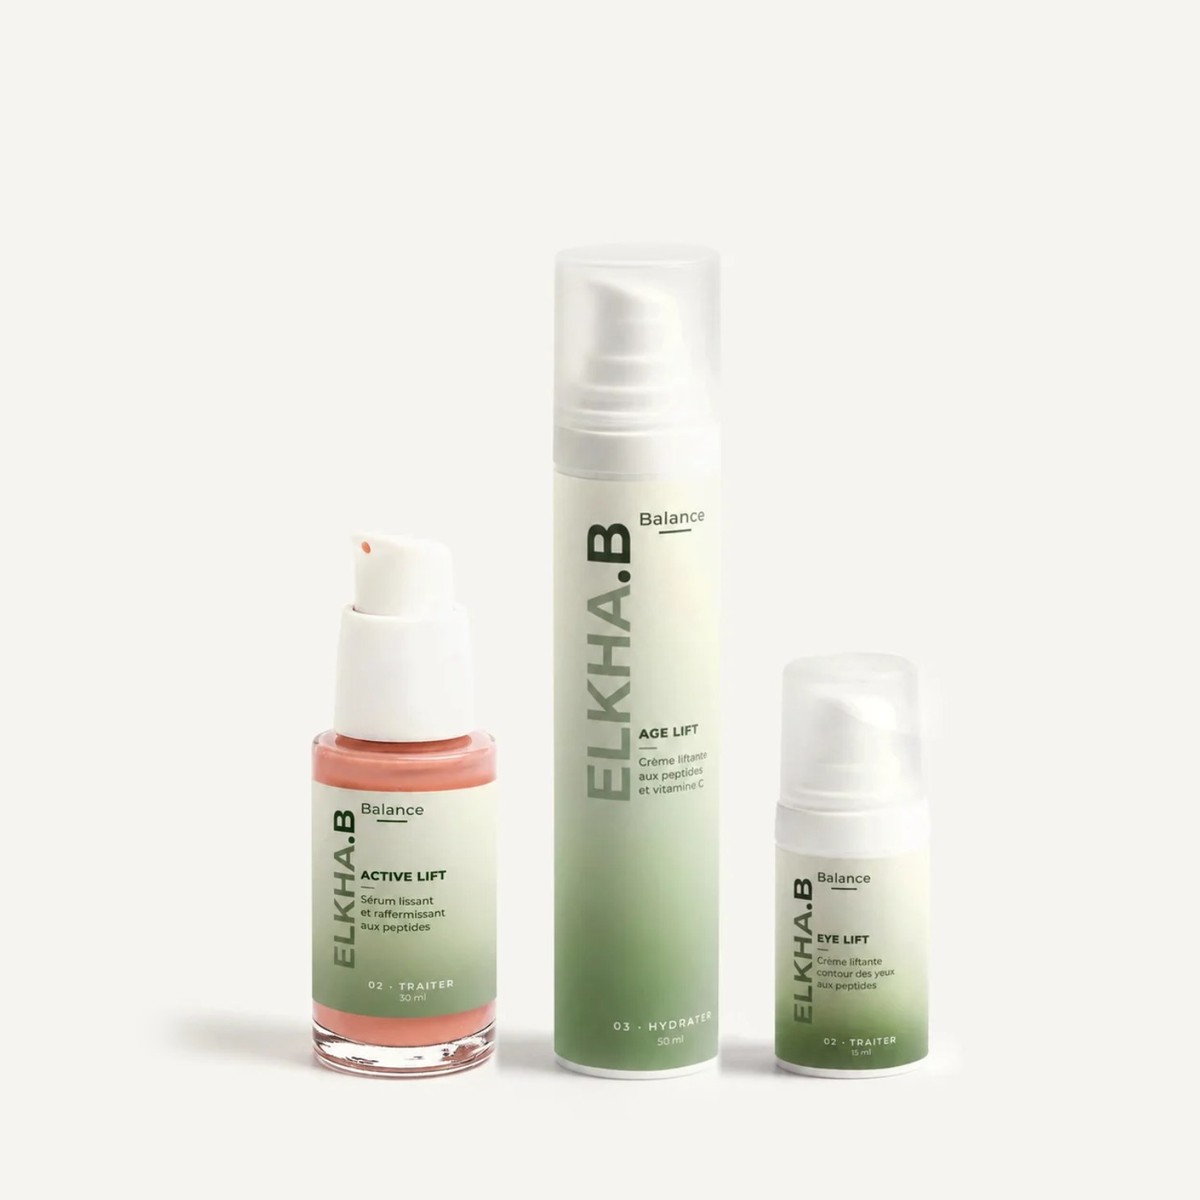 ELKHA.B
Balance
ACTIVE LIFT
Sérum lissant
et raffermissant
aux peptides
02 · TRAITER
30 ml
ELKHA.B
Balance
AGE LIFT
Crème liftante
aux peptides
et vitamine C
03 · HYDRATER
50 ml
ELKHA.B
Balance
EYE LIFT
Crème liftante
contour des yeux
aux peptides
02 · TRAITER
15 ml